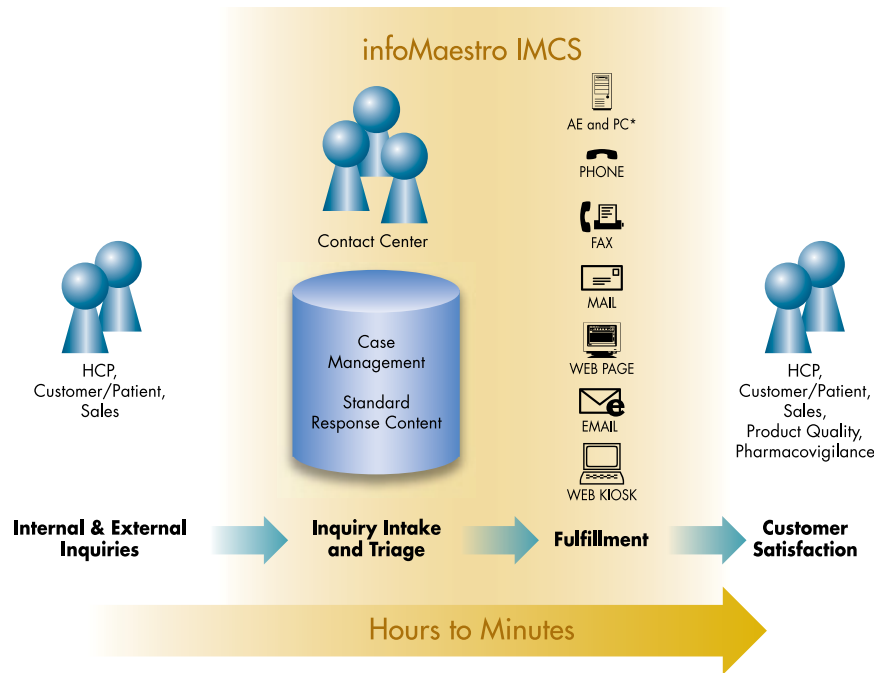 infoMaestro IMCS
HCP,
Customer/Patient,
Sales
Contact Center
Case
Management
Standard
Response Content
AE and PC*
PHONE
FAX
MAIL
WEB PAGE
EMAIL
WEB KIOSK
HCP,
Customer/Patient,
Sales,
Product Quality,
Pharmacovigilance
Internal & External
Inquiries
Inquiry Intake
and Triage
Fulfillment
Customer
Satisfaction
Hours to Minutes